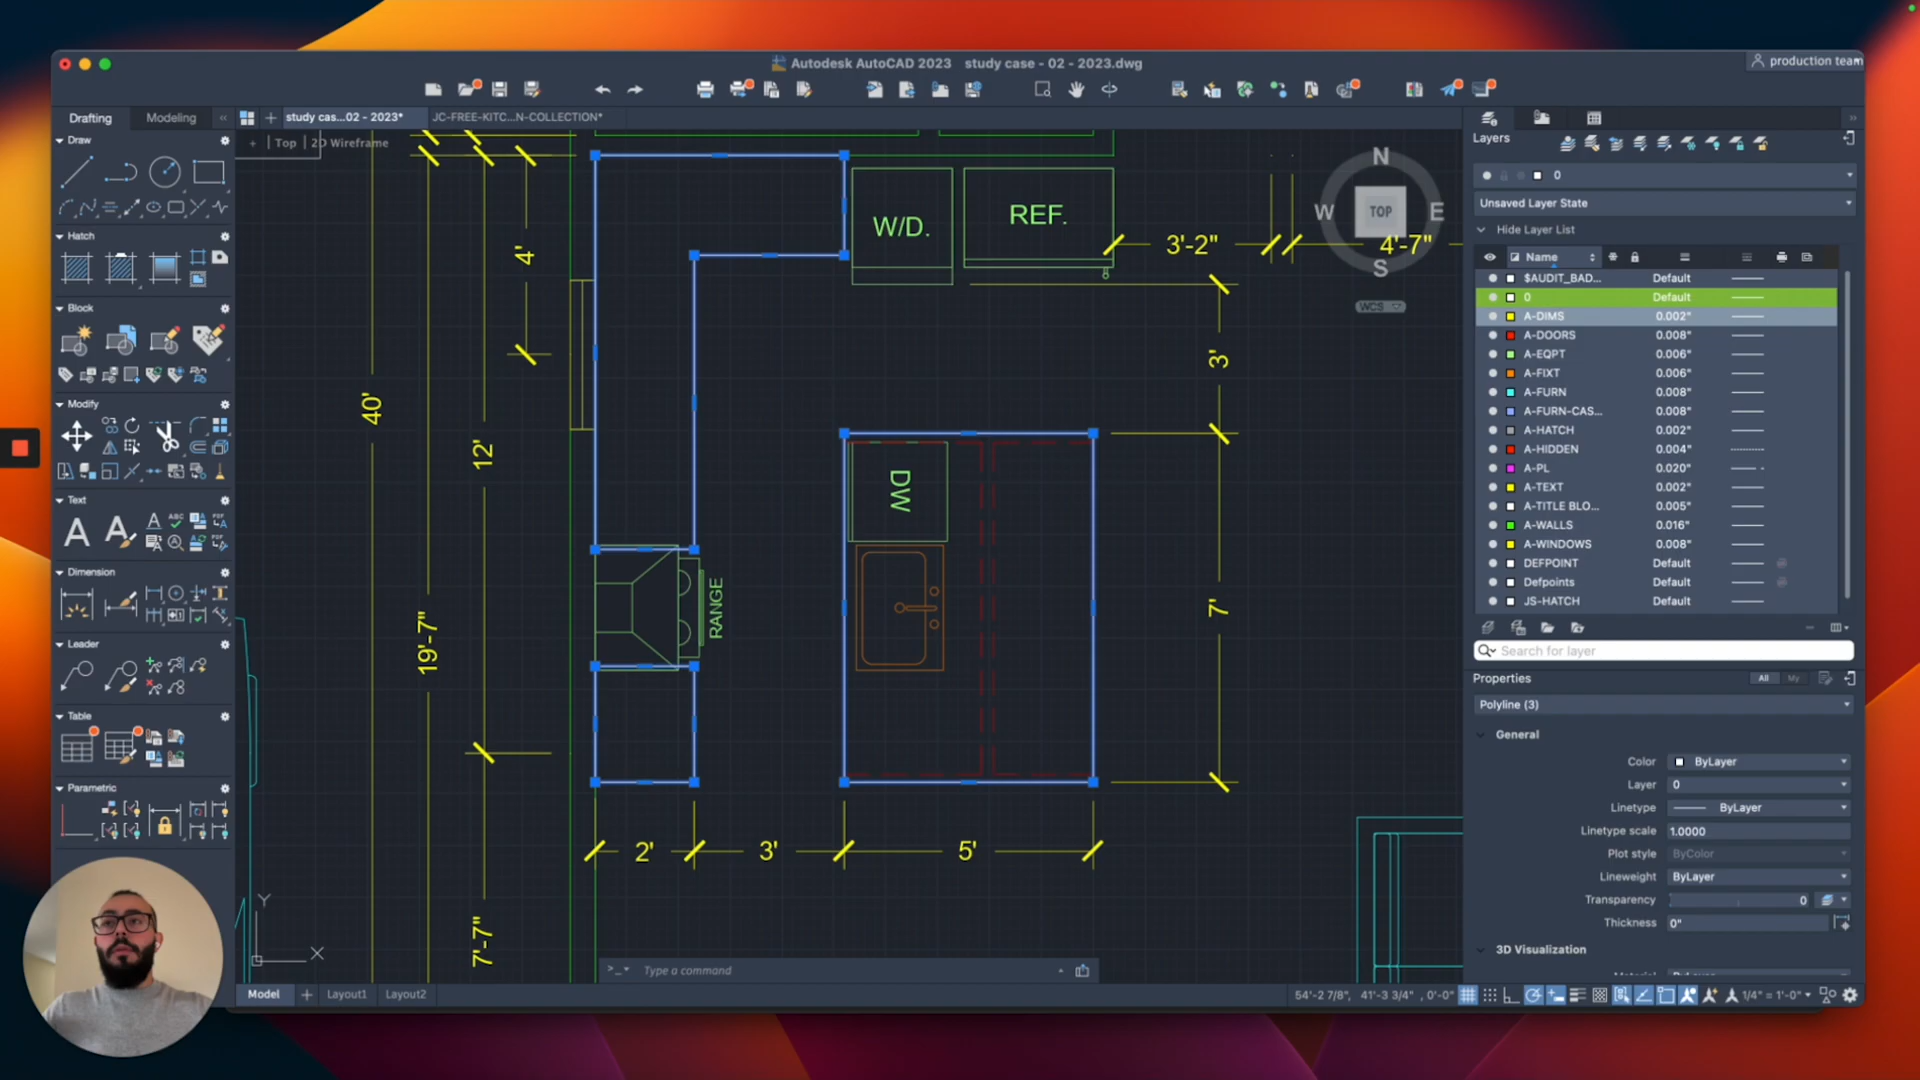 Autodesk AutoCAD 2023 study case - 02 - 2023.dwg
production team
Drafting
Modeling
study cas...02 - 2023*
JC-FREE-KITC...N-COLLECTION*
Top
2D Wireframe
Draw
Hatch
Block
Modify
Text
Dimension
Leader
Table
Parametric
4'
40'
12'
19'-7"
7'-7"
W/D.
REF.
3'-2"
4'-7"
3'
DW
RANGE
7'
2'
3'
5'
N
W
TOP
E
S
WCS
Y
X
Type a command
Model
Layout1
Layout2
54'-2 7/8", 41'-3 3/4" , 0'-0"
1/4" = 1'-0"
Layers
0
Unsaved Layer State
Hide Layer List
Name
$AUDIT_BAD... Default
0 Default
A-DIMS 0.002"
A-DOORS 0.008"
A-EQPT 0.006"
A-FIXT 0.006"
A-FURN 0.008"
A-FURN-CAS... 0.008"
A-HATCH 0.002"
A-HIDDEN 0.004"
A-PL 0.020"
A-TEXT 0.002"
A-TITLE BLO... 0.005"
A-WALLS 0.016"
A-WINDOWS 0.008"
DEFPOINT Default
Defpoints Default
JS-HATCH Default
Search for layer
Properties
All
My
Polyline (3)
General
Color ByLayer
Layer 0
Linetype ByLayer
Linetype scale 1.0000
Plot style ByColor
Lineweight ByLayer
Transparency 0
Thickness 0"
3D Visualization